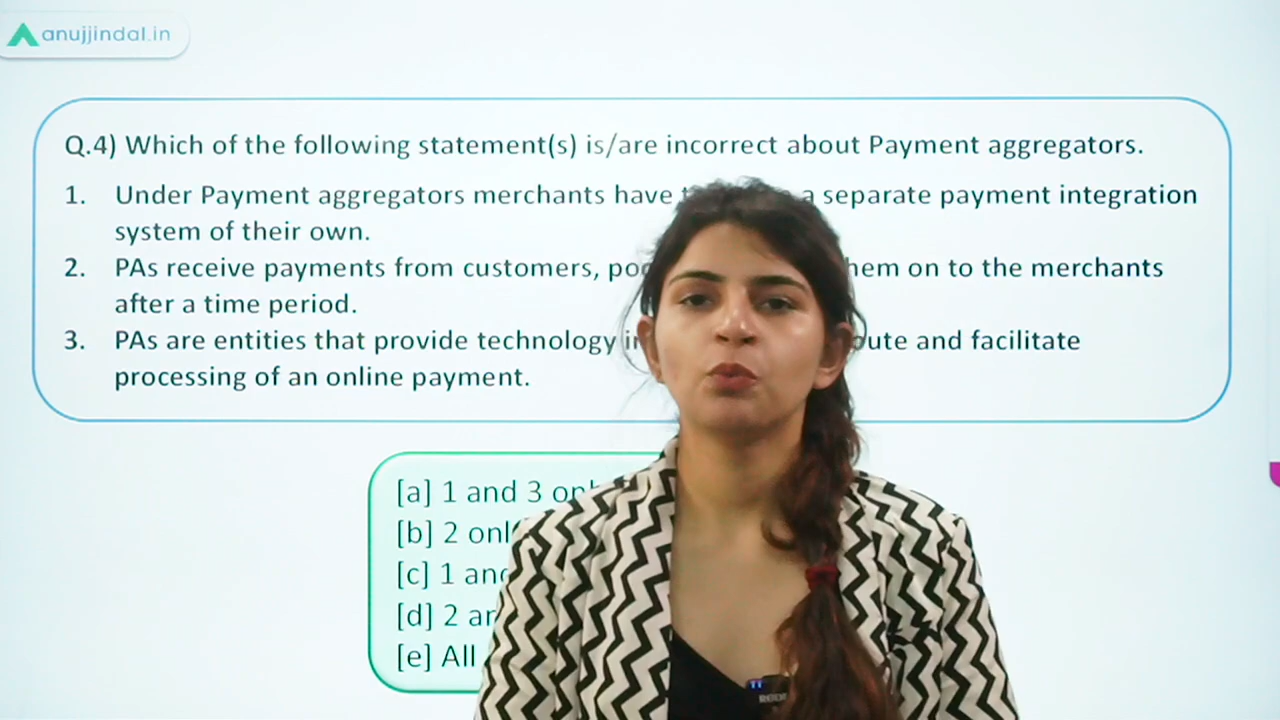 anujjindal.in
Q.4) Which of the following statement(s) is/are incorrect about Payment aggregators.
1. Under Payment aggregators merchants have a separate payment integration
system of their own.
2. PAs receive payments from customers, on to the merchants
after a time period.
3. PAs are entities that provide technology and facilitate
processing of an online payment.
[a] 1 and 3
[b] 2
[c] 1
[d] 2
[e] All